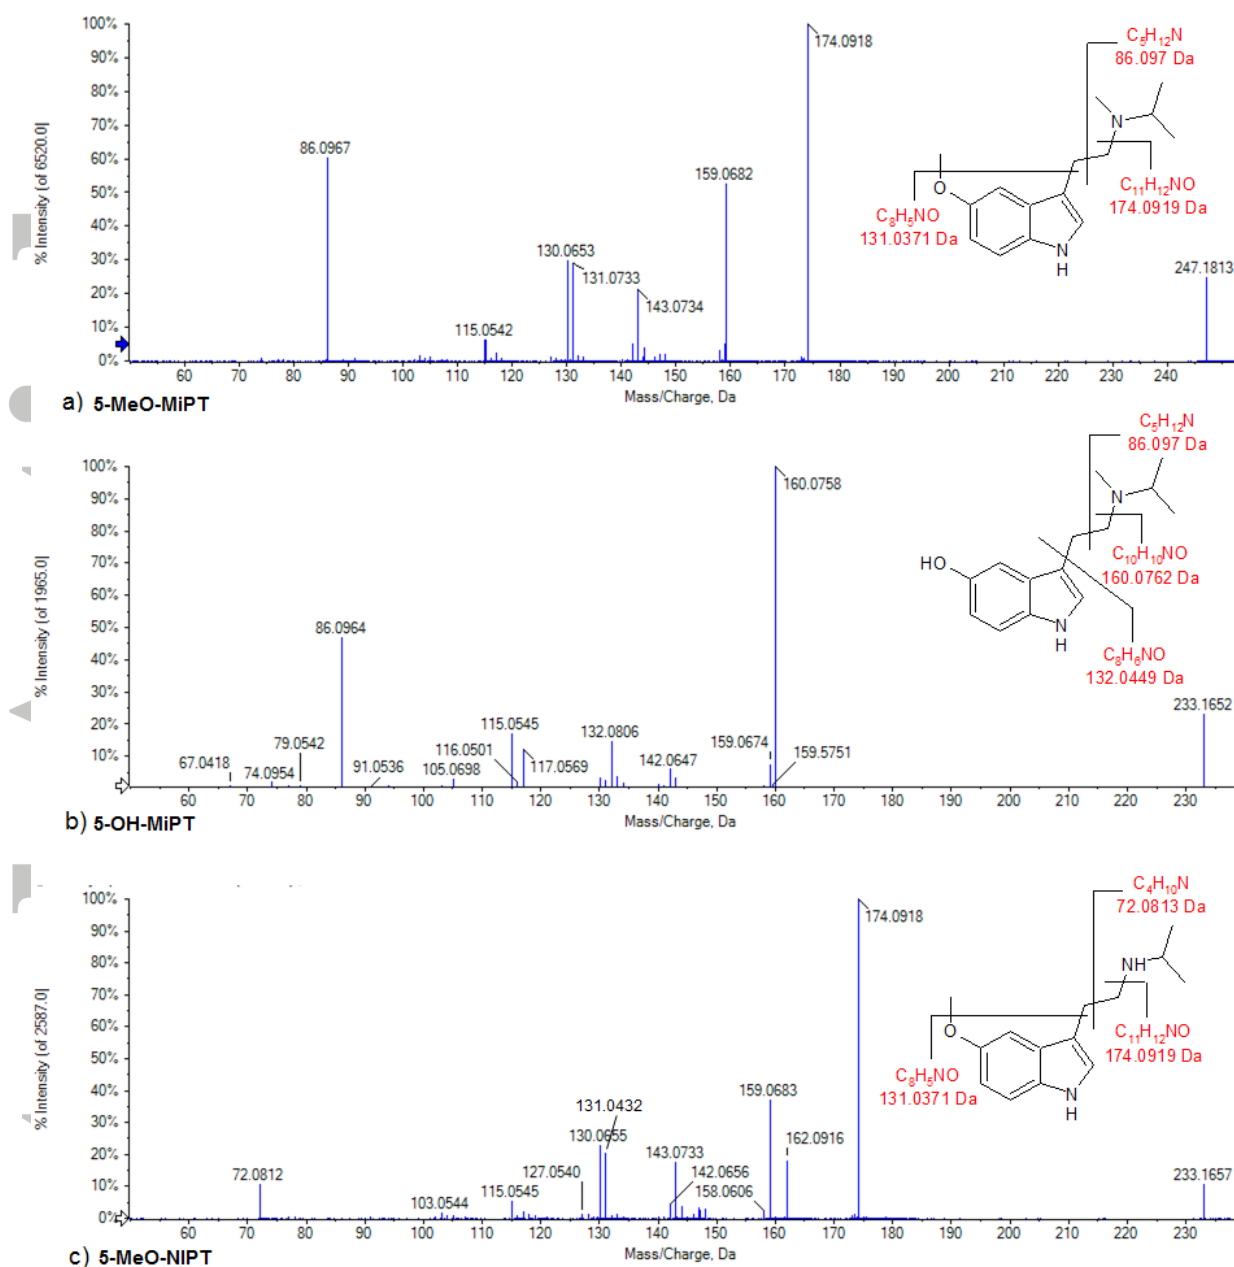 100%
90%
80%
70%
60%
50%
40%
30%
20%
10%
0%
% Intensity (of 6520.0]
174.0918
86.0967
159.0682
130.0653
131.0733
143.0734
115.0542
247.1813
C5H12N
86.097 Da
N
O
C11H12NO
174.0919 Da
C8H5NO
131.0371 Da
N
H
60 70 80 90 100 110 120 130 140 150 160 170 180 190 200 210 220 230 240
Mass/Charge, Da
a) 5-MeO-MiPT
100%
90%
80%
70%
60%
50%
40%
30%
20%
10%
0%
% Intensity (of 1965.0]
160.0758
86.0964
115.0545
132.0806
116.0501
79.0542
67.0418
74.0954
91.0536
105.0698
117.0569
142.0647
159.0674
159.5751
233.1652
C5H12N
86.097 Da
N
C10H10NO
160.0762 Da
HO
N
H
C8H6NO
132.0449 Da
60 70 80 90 100 110 120 130 140 150 160 170 180 190 200 210 220 230
Mass/Charge, Da
b) 5-OH-MiPT
100%
90%
80%
70%
60%
50%
40%
30%
20%
10%
0%
% Intensity (of 2587.0]
174.0918
159.0683
131.0432
130.0655
162.0916
143.0733
142.0656
127.0540
158.0606
72.0812
103.0544
115.0545
233.1657
C4H10N
72.0813 Da
NH
O
C11H12NO
174.0919 Da
C8H5NO
131.0371 Da
N
H
60 70 80 90 100 110 120 130 140 150 160 170 180 190 200 210 220 230
Mass/Charge, Da
c) 5-MeO-NIPT